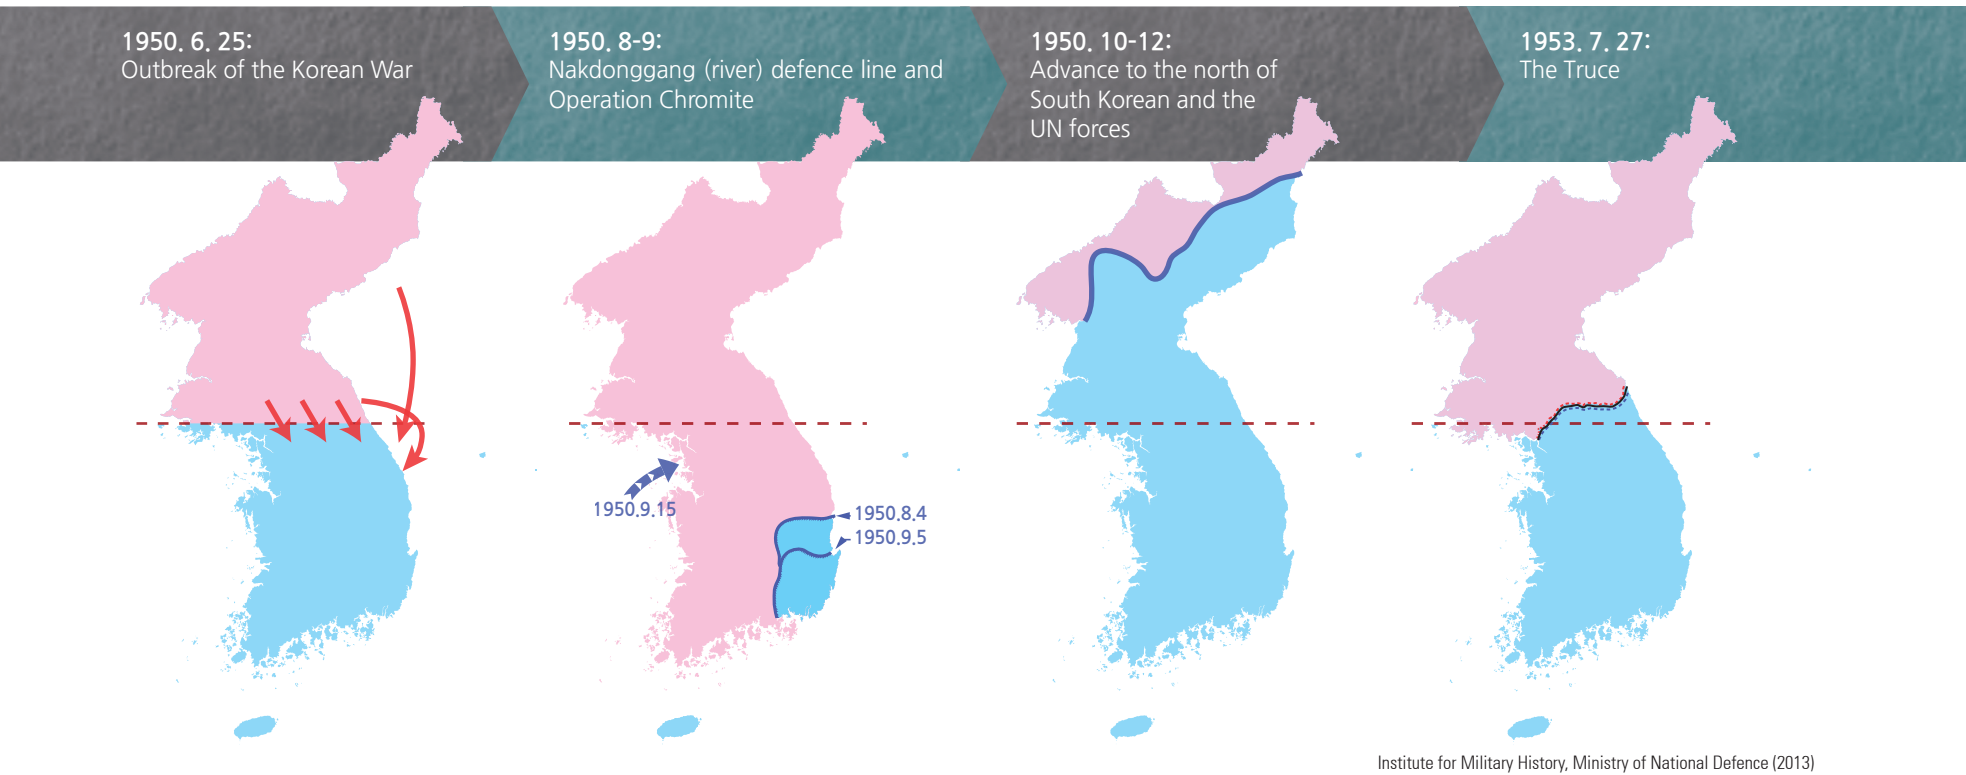 1950. 6. 25:
Outbreak of the Korean War
1950. 8-9:
Nakdonggang (river) defence line and
Operation Chromite
1950. 10-12:
Advance to the north of
South Korean and the
UN forces
1953. 7. 27:
The Truce
1950.9.15
1950.8.4
1950.9.5
Institute for Military History, Ministry of National Defence (2013)